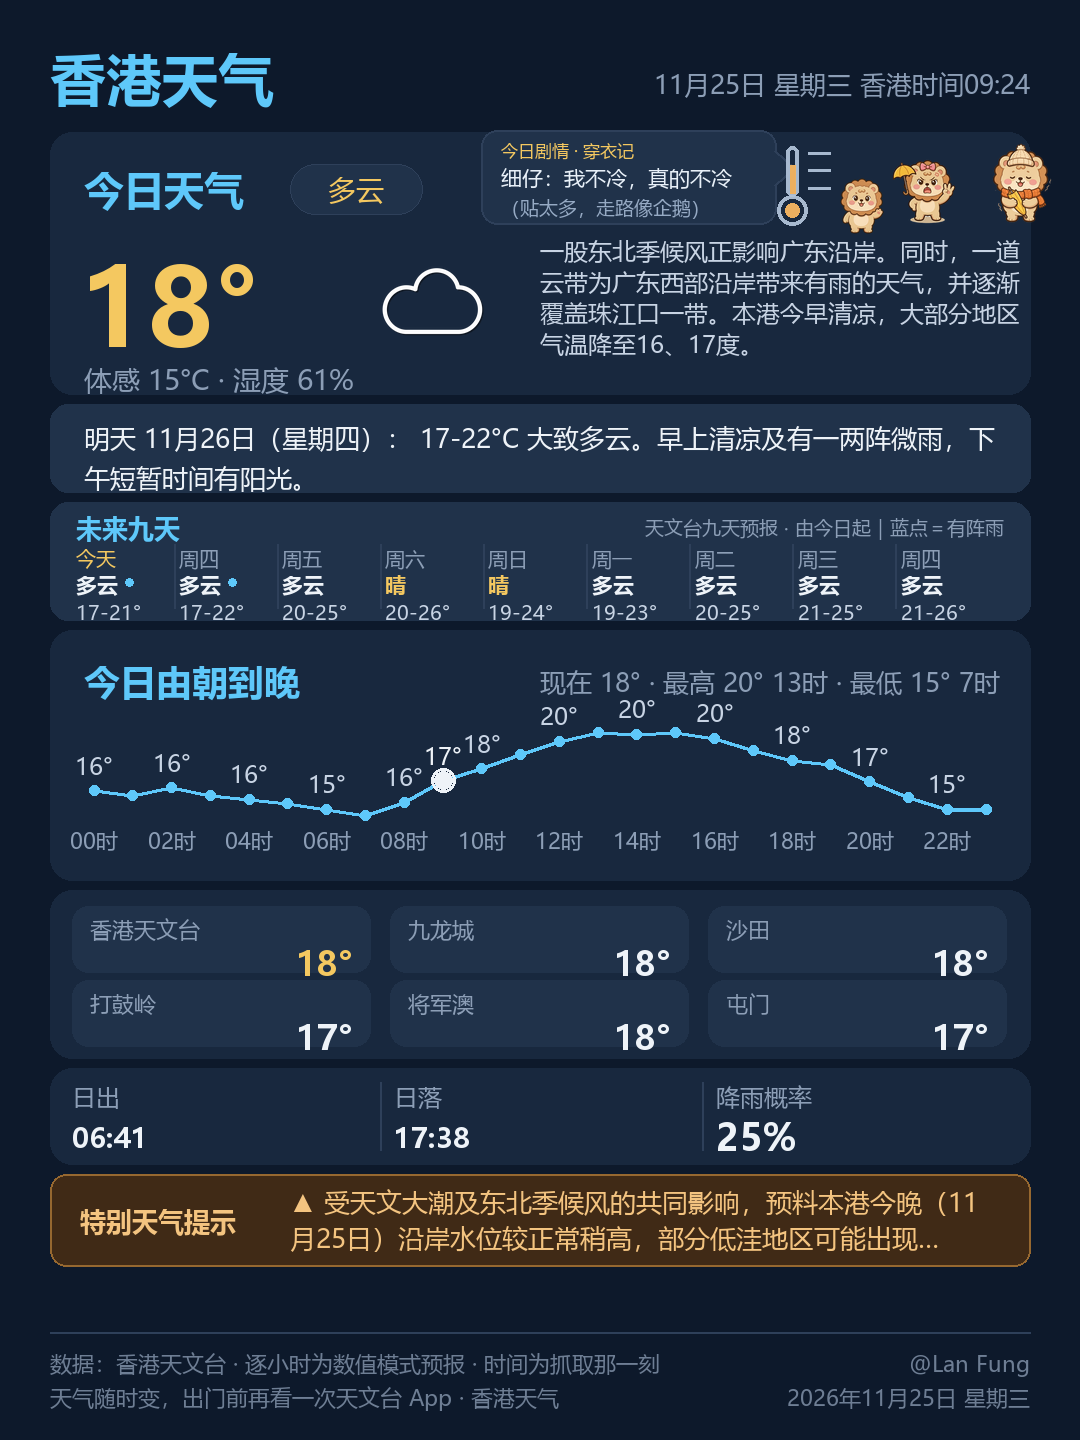 香港天气
11月25日 星期三 香港时间09:24
今日天气
多云
今日剧情 · 穿衣记
细仔：我不冷，真的不冷
（贴太多，走路像企鹅）
18°
体感 15°C · 湿度 61%
一股东北季候风正影响广东沿岸。同时，一道
云带为广东西部沿岸带来有雨的天气，并逐渐
覆盖珠江口一带。本港今早清凉，大部分地区
气温降至16、17度。
明天 11月26日（星期四）： 17-22°C 大致多云。早上清凉及有一两阵微雨，下
午短暂时间有阳光。
未来九天
天文台九天预报 · 由今日起 | 蓝点＝有阵雨
今天 周四 周五 周六 周日 周一 周二 周三 周四
多云 多云 多云 晴 晴 多云 多云 多云 多云
17-21° 17-22° 20-25° 20-26° 19-24° 19-23° 20-25° 21-25° 21-26°
今日由朝到晚
现在 18° · 最高 20° 13时 · 最低 15° 7时
16° 16° 16° 15° 16° 17° 18° 20° 20° 20° 18° 17° 15°
00时 02时 04时 06时 08时 10时 12时 14时 16时 18时 20时 22时
香港天文台 九龙城 沙田
18° 18° 18°
打鼓岭 将军澳 屯门
17° 18° 17°
日出 日落 降雨概率
06:41 17:38 25%
特别天气提示
▲ 受天文大潮及东北季候风的共同影响，预料本港今晚（11
月25日）沿岸水位较正常稍高，部分低洼地区可能出现…
数据：香港天文台 · 逐小时为数值模式预报 · 时间为抓取那一刻
@Lan Fung
天气随时变，出门前再看一次天文台 App · 香港天气
2026年11月25日 星期三